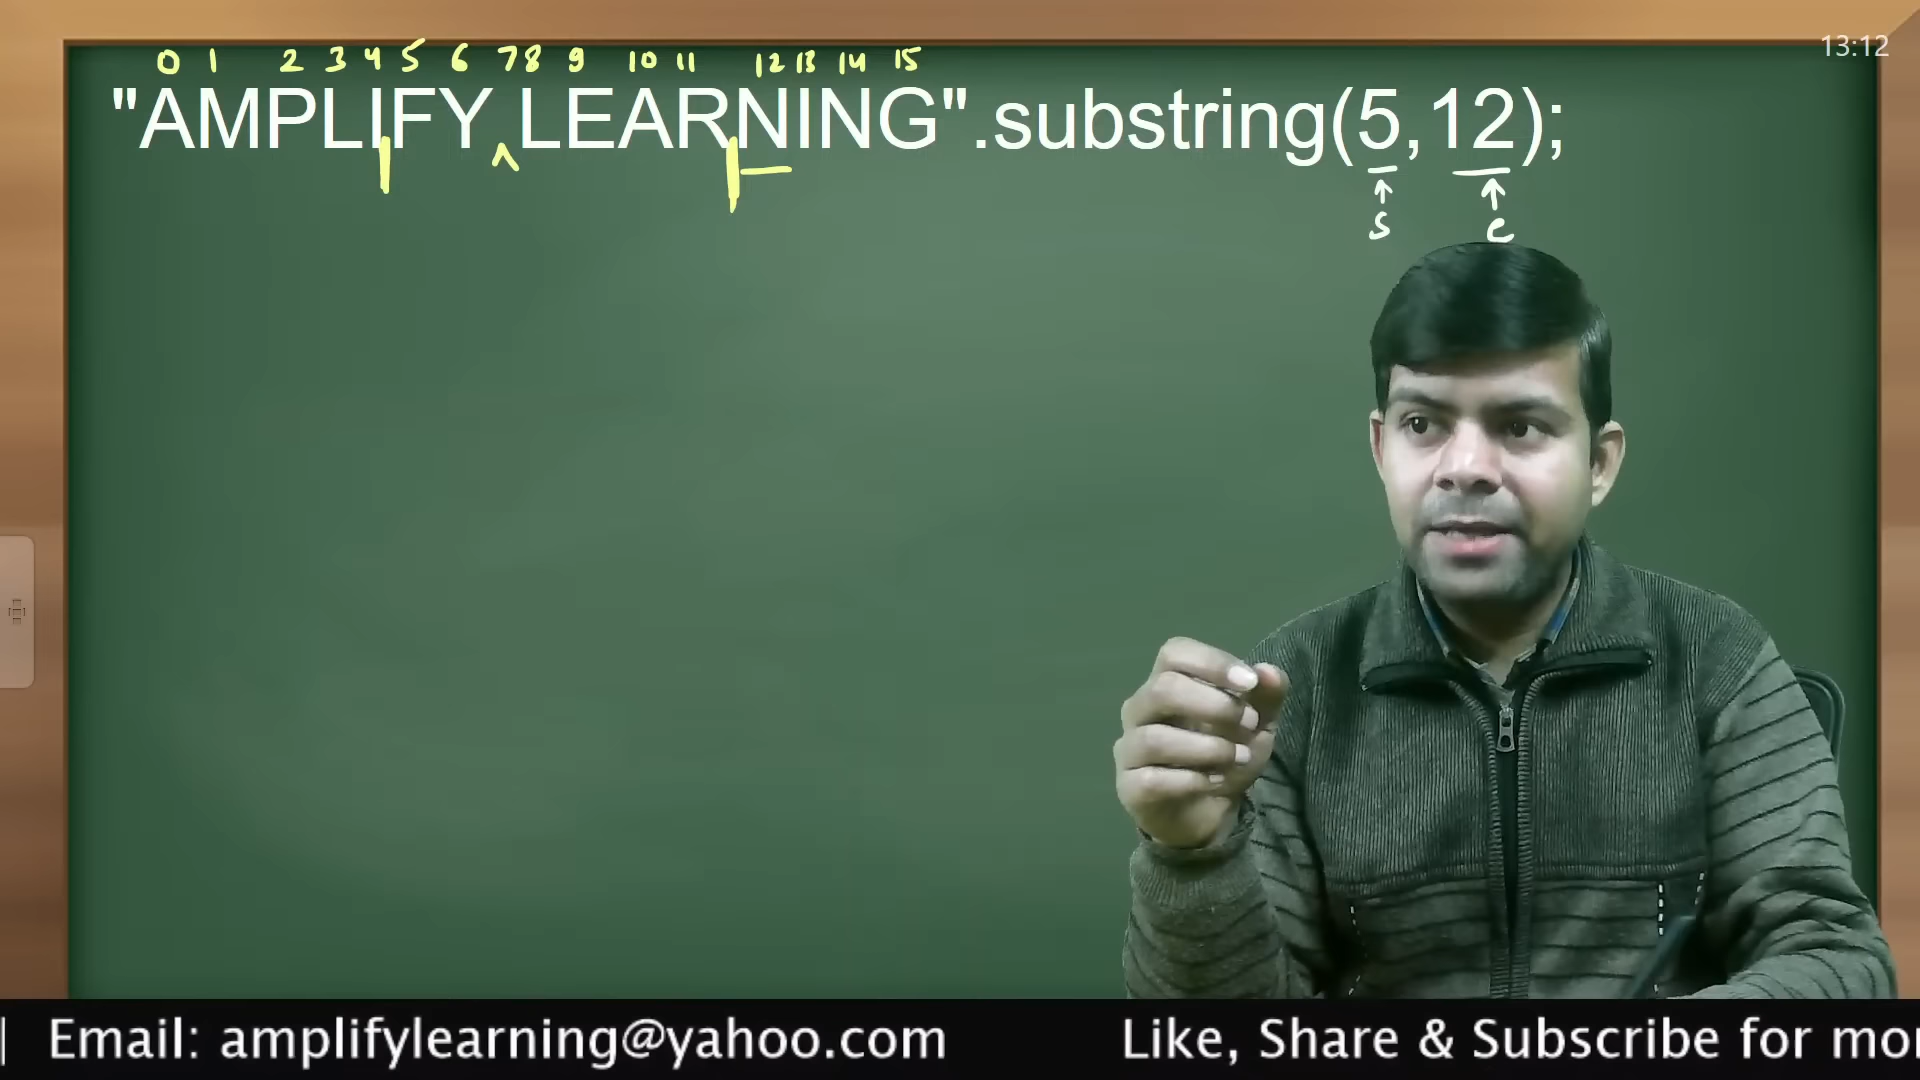 13:12
0 1 2 3 4 5 6 7 8 9 10 11 12 13 14 15
"AMPLIFY LEARNING".substring(5,12);
s e
| Email: amplifylearning@yahoo.com Like, Share & Subscribe for mo